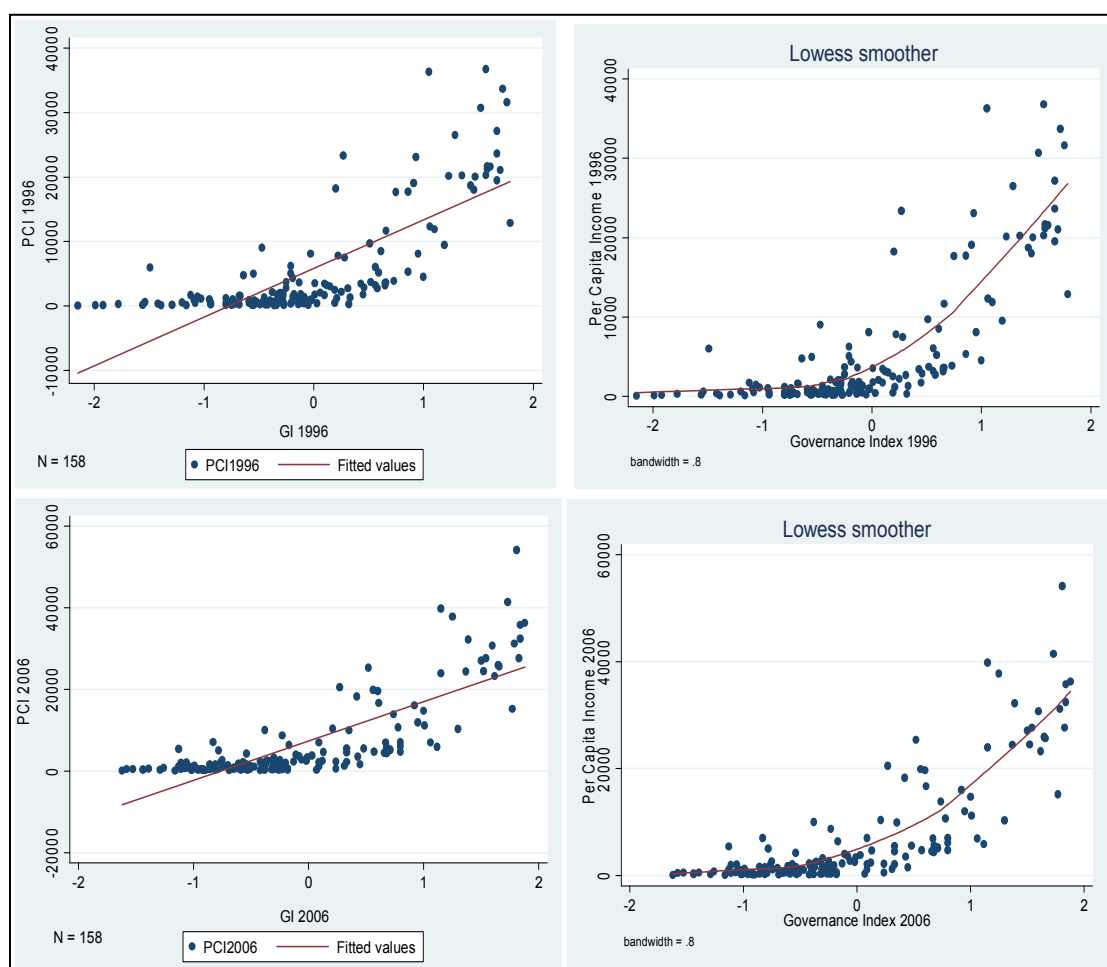 40000
30000
20000
10000
0
-10000
PCI 1996
-2 -1 0 1 2
GI 1996
N = 158
PCI1996 Fitted values
Lowess smoother
40000
30000
20000
10000
0
Per Capita Income 1996
-2 -1 0 1 2
Governance Index 1996
bandwidth = .8
60000
40000
20000
0
20000
PCI 2006
-2 -1 0 1 2
GI 2006
N = 158
PCI2006 Fitted values
Lowess smoother
60000
40000
20000
0
Per Capita Income 2006
-2 -1 0 1 2
Governance Index 2006
bandwidth = .8